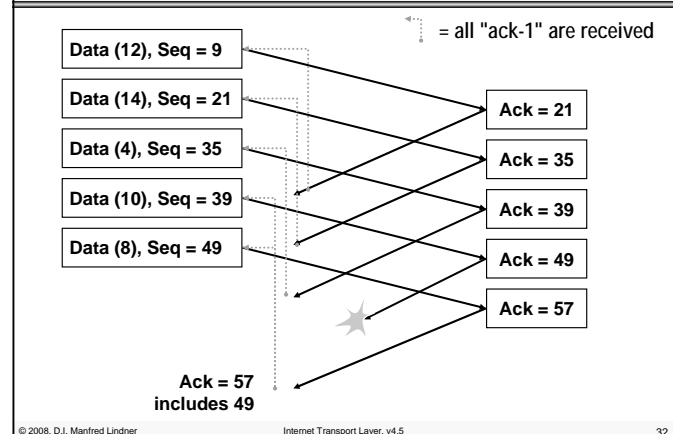 = all "ack-1" are received
Data (12), Seq = 9
Data (14), Seq = 21
Data (4), Seq = 35
Data (10), Seq = 39
Data (8), Seq = 49
Ack = 21
Ack = 35
Ack = 39
Ack = 49
Ack = 57
Ack = 57
includes 49
© 2008, D.I. Manfred Lindner
Internet Transport Layer, v4.5
32